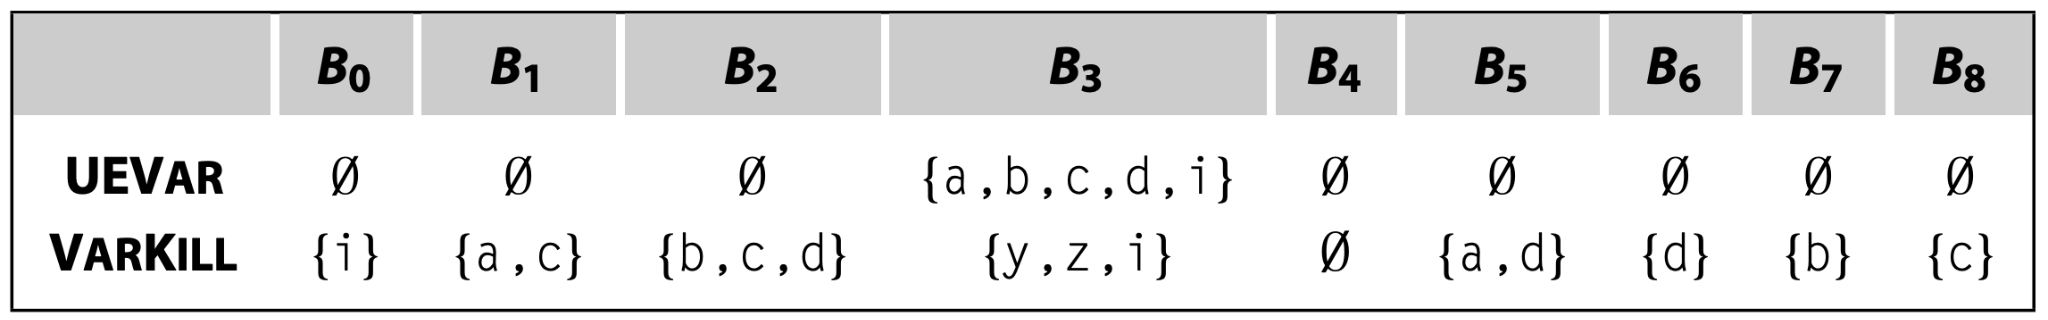 B₀ B₁ B₂ B₃ B₄ B₅ B₆ B₇ B₈
UEVAR Ø Ø Ø {a,b,c,d,i} Ø Ø Ø Ø Ø
VARKILL {i} {a,c} {b,c,d} {y,z,i} Ø {a,d} {d} {b} {c}